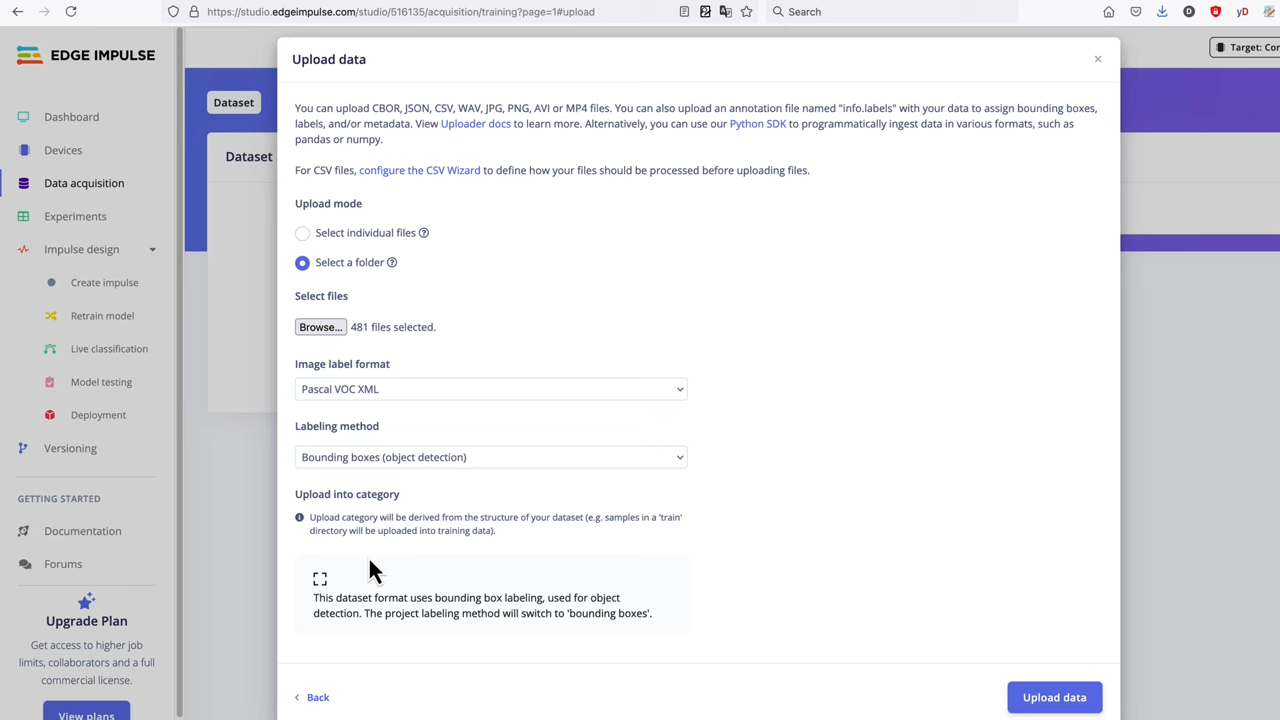 https://studio.edgeimpulse.com/studio/516135/acquisition/training?page=1#upload
Search
EDGE IMPULSE
Dashboard
Devices
Data acquisition
Experiments
Impulse design
Create impulse
Retrain model
Live classification
Model testing
Deployment
Versioning
GETTING STARTED
Documentation
Forums
Upgrade Plan
Get access to higher job
limits, collaborators and a full
commercial license.
View plans
Dataset
Dataset
Target: Cor
Upload data
×
You can upload CBOR, JSON, CSV, WAV, JPG, PNG, AVI or MP4 files. You can also upload an annotation file named "info.labels" with your data to assign bounding boxes,
labels, and/or metadata. View Uploader docs to learn more. Alternatively, you can use our Python SDK to programmatically ingest data in various formats, such as
pandas or numpy.
For CSV files, configure the CSV Wizard to define how your files should be processed before uploading files.
Upload mode
Select individual files
Select a folder
Select files
Browse... 481 files selected.
Image label format
Pascal VOC XML
Labeling method
Bounding boxes (object detection)
Upload into category
Upload category will be derived from the structure of your dataset (e.g. samples in a 'train'
directory will be uploaded into training data).
This dataset format uses bounding box labeling, used for object
detection. The project labeling method will switch to 'bounding boxes'.
Back
Upload data